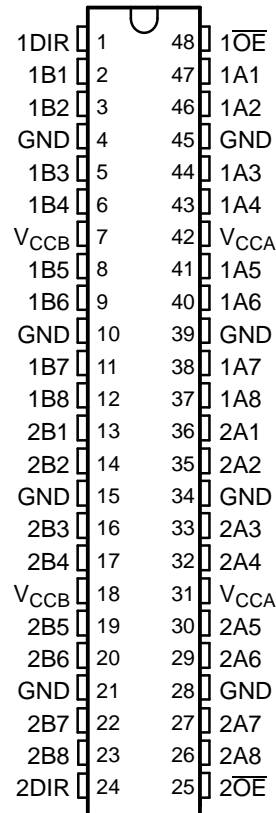 1DIR 1 48 1O̅E̅
1B1 2 47 1A1
1B2 3 46 1A2
GND 4 45 GND
1B3 5 44 1A3
1B4 6 43 1A4
VCCB 7 42 VCCA
1B5 8 41 1A5
1B6 9 40 1A6
GND 10 39 GND
1B7 11 38 1A7
1B8 12 37 1A8
2B1 13 36 2A1
2B2 14 35 2A2
GND 15 34 GND
2B3 16 33 2A3
2B4 17 32 2A4
VCCB 18 31 VCCA
2B5 19 30 2A5
2B6 20 29 2A6
GND 21 28 GND
2B7 22 27 2A7
2B8 23 26 2A8
2DIR 24 25 2O̅E̅